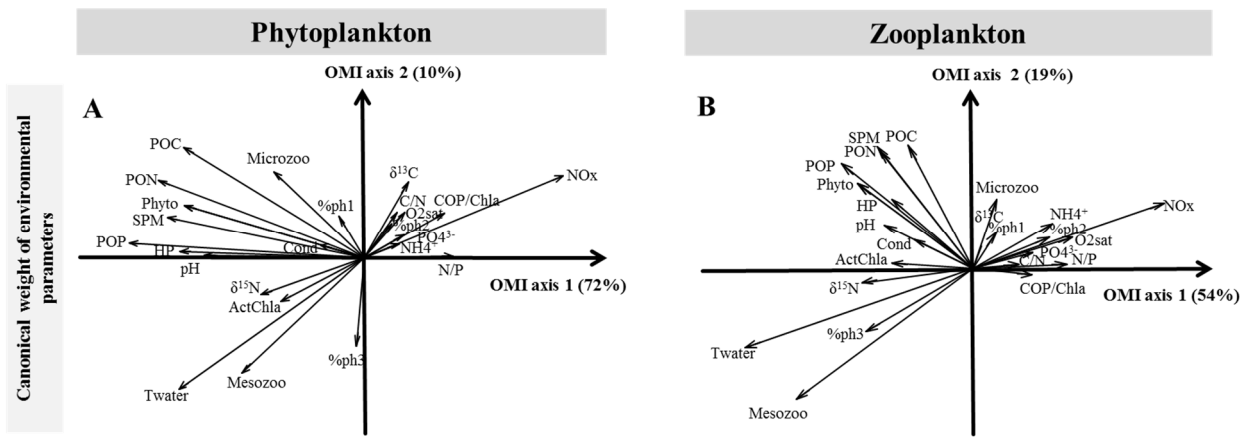 Phytoplankton
Zooplankton
Canonical weight of environmental
parameters
A
OMI axis 2 (10%)
POC
Microzoo
δ¹³C
NOx
PON
Phyto
%ph1
C/N
COP/Chla
SPM
O2sat
%ph2
POP
HP
Cond
PO4³⁻
NH4⁺
pH
N/P
OMI axis 1 (72%)
δ¹⁵N
ActChla
%ph3
Twater
Mesozoo
B
OMI axis 2 (19%)
SPM
POC
PON
POP
Phyto
Microzoo
HP
δ¹³C
NH4⁺
NOx
pH
%ph1
%ph2
Cond
O2sat
PO4³⁻
ActChla
C/N
N/P
δ¹⁵N
COP/Chla
OMI axis 1 (54%)
%ph3
Twater
Mesozoo